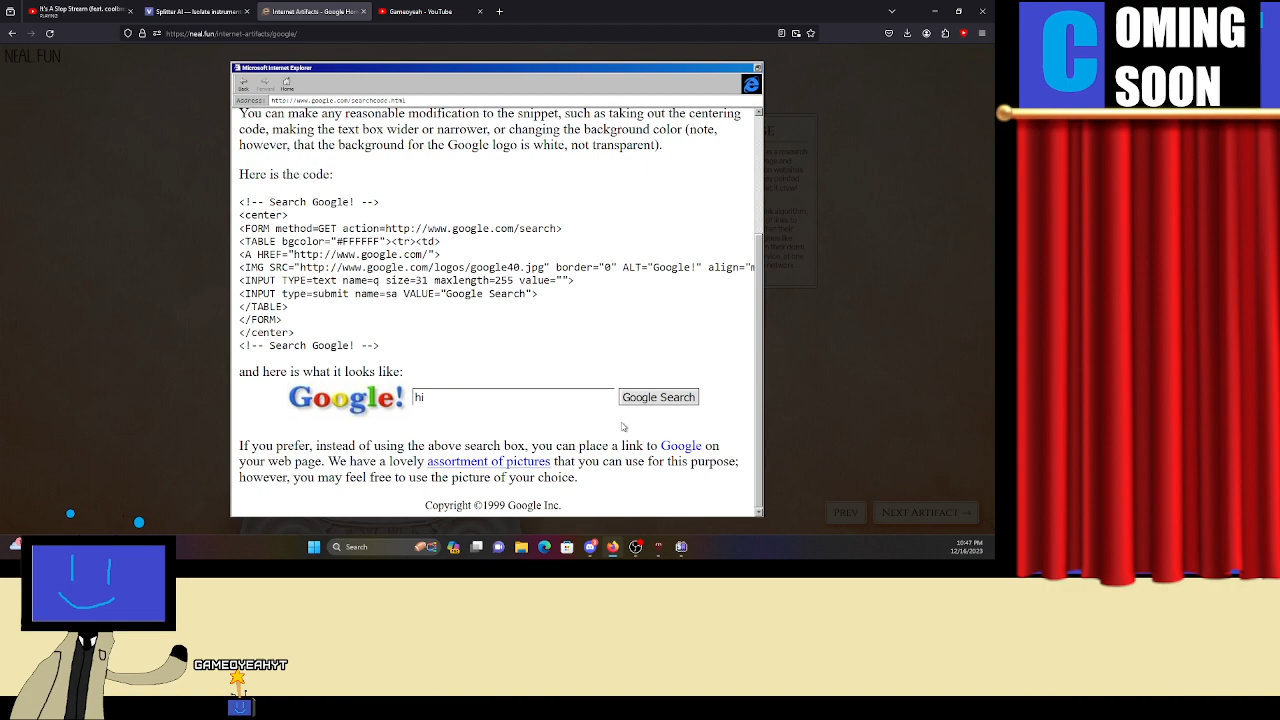 It's A Slop Stream (feat. coolbn
PLAYING
Splitter AI — Isolate instrument
Internet Artifacts - Google Hem
Gameoyeah - YouTube
https://neal.fun/internet-artifacts/google/
NEAL.FUN
Microsoft Internet Explorer
Back
Forward
Home
Address:
http://www.google.com/searchcode.html
You can make any reasonable modification to the snippet, such as taking out the centering
code, making the text box wider or narrower, or changing the background color (note,
however, that the background for the Google logo is white, not transparent).
Here is the code:
<!-- Search Google! -->
<center>
<FORM method=GET action=http://www.google.com/search>
<TABLE bgcolor="#FFFFFF"><tr><td>
<A HREF="http://www.google.com/">
<IMG SRC="http://www.google.com/logos/google40.jpg" border="0" ALT="Google!" align="m
<INPUT TYPE=text name=q size=31 maxlength=255 value="">
<INPUT type=submit name=sa VALUE="Google Search">
</TABLE>
</FORM>
</center>
<!-- Search Google! -->
and here is what it looks like:
Google!
hi
Google Search
If you prefer, instead of using the above search box, you can place a link to Google on
your web page. We have a lovely assortment of pictures that you can use for this purpose;
however, you may feel free to use the picture of your choice.
Copyright ©1999 Google Inc.
PREV
NEXT ARTIFACT →
Search
10:47 PM
12/16/2023
COMING
SOON
GAMEOYEAHYT